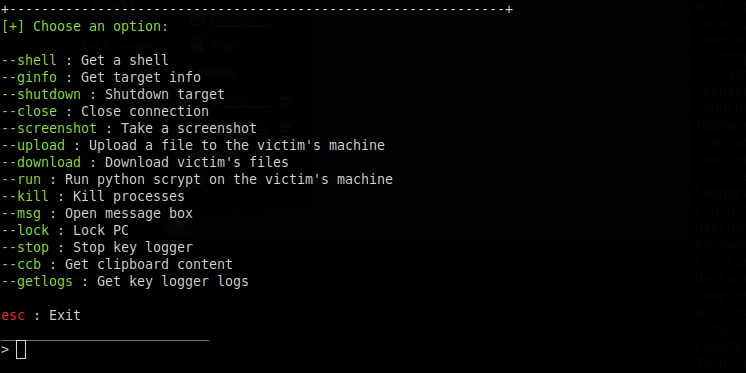 +--------------------------------------------------------------+
[+] Choose an option:
--shell : Get a shell
--ginfo : Get target info
--shutdown : Shutdown target
--close : Close connection
--screenshot : Take a screenshot
--upload : Upload a file to the victim's machine
--download : Download victim's files
--run : Run python scrypt on the victim's machine
--kill : Kill processes
--msg : Open message box
--lock : Lock PC
--stop : Stop key logger
--ccb : Get clipboard content
--getlogs : Get key logger logs
esc : Exit
>